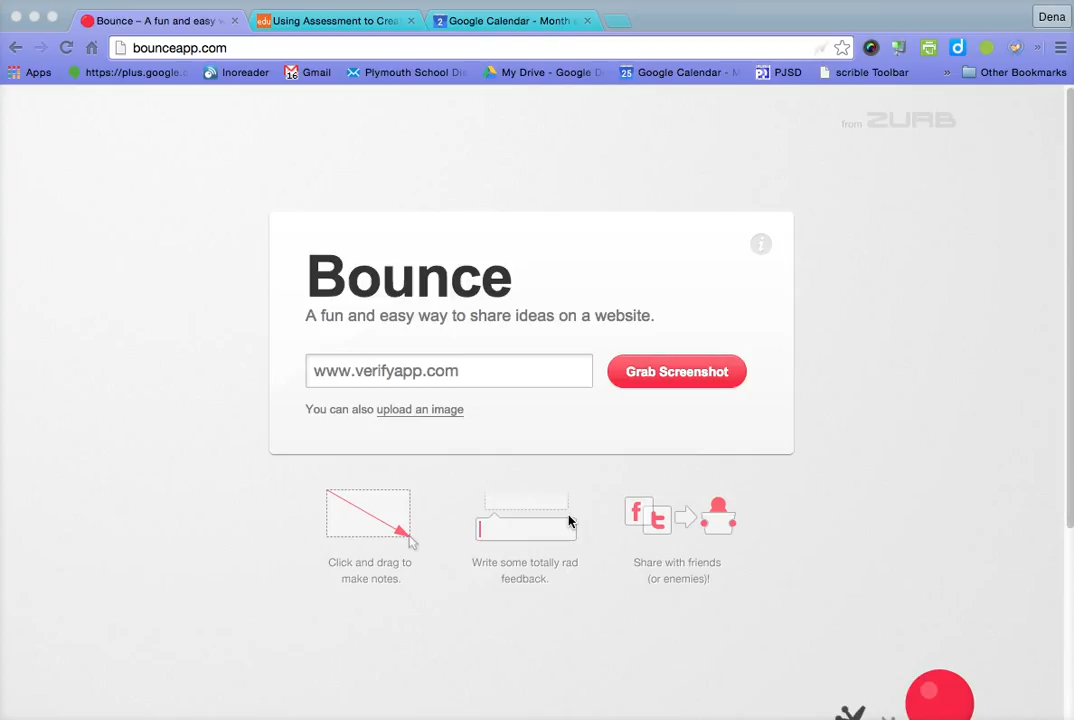 Bounce – A fun and easy w
Using Assessment to Crea
Google Calendar - Month
Dena
bounceapp.com
Apps
https://plus.google.c
Inoreader
Gmail
Plymouth School Di
My Drive - Google D
Google Calendar - M
PJSD
scrible Toolbar
»
Other Bookmarks
from ZURB
Bounce
A fun and easy way to share ideas on a website.
www.verifyapp.com
Grab Screenshot
You can also upload an image
Click and drag to
make notes.
Write some totally rad
feedback.
Share with friends
(or enemies)!